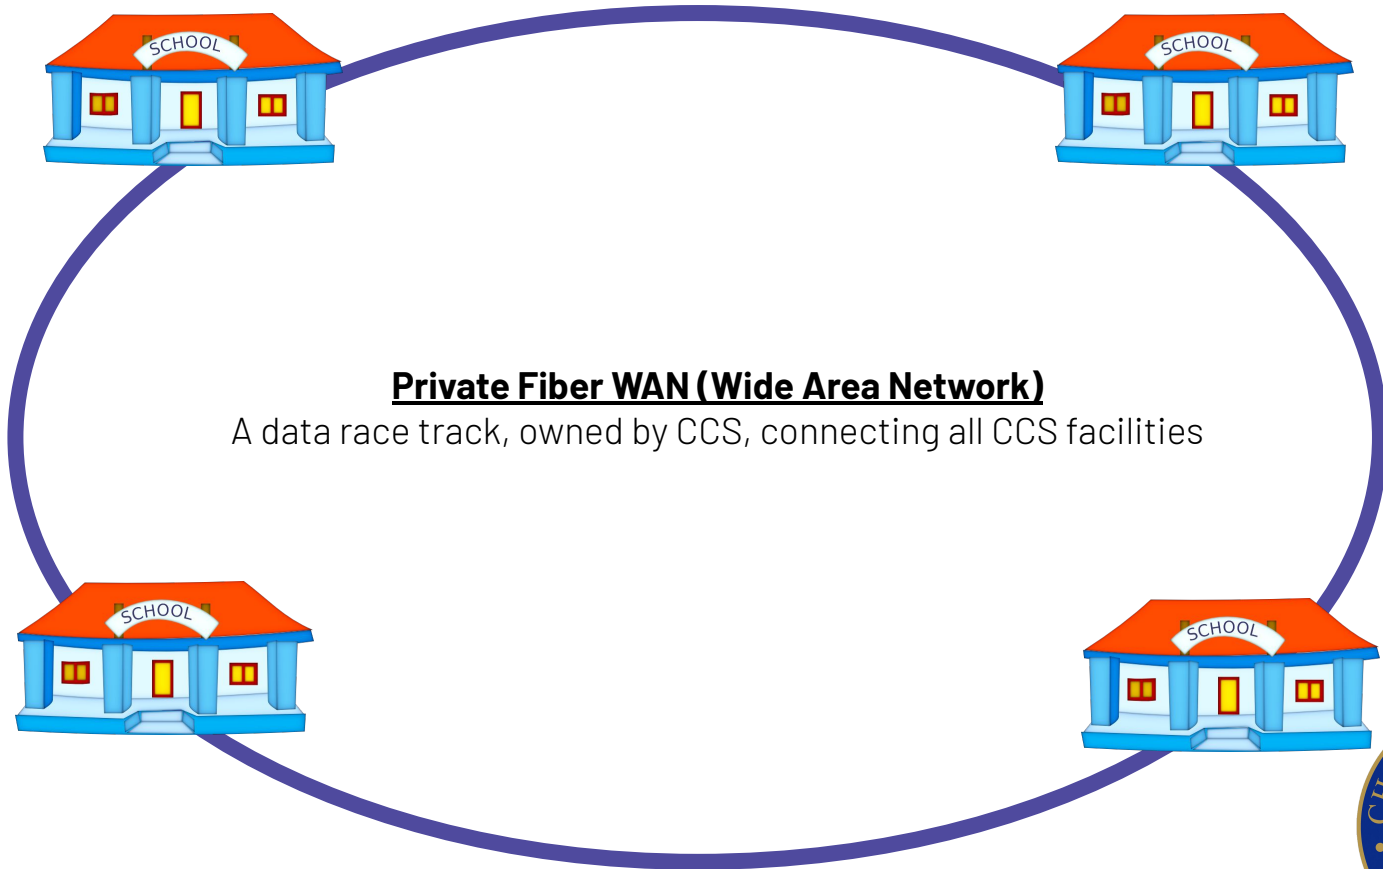 SCHOOL
SCHOOL
Private Fiber WAN (Wide Area Network)
A data race track, owned by CCS, connecting all CCS facilities
SCHOOL
SCHOOL